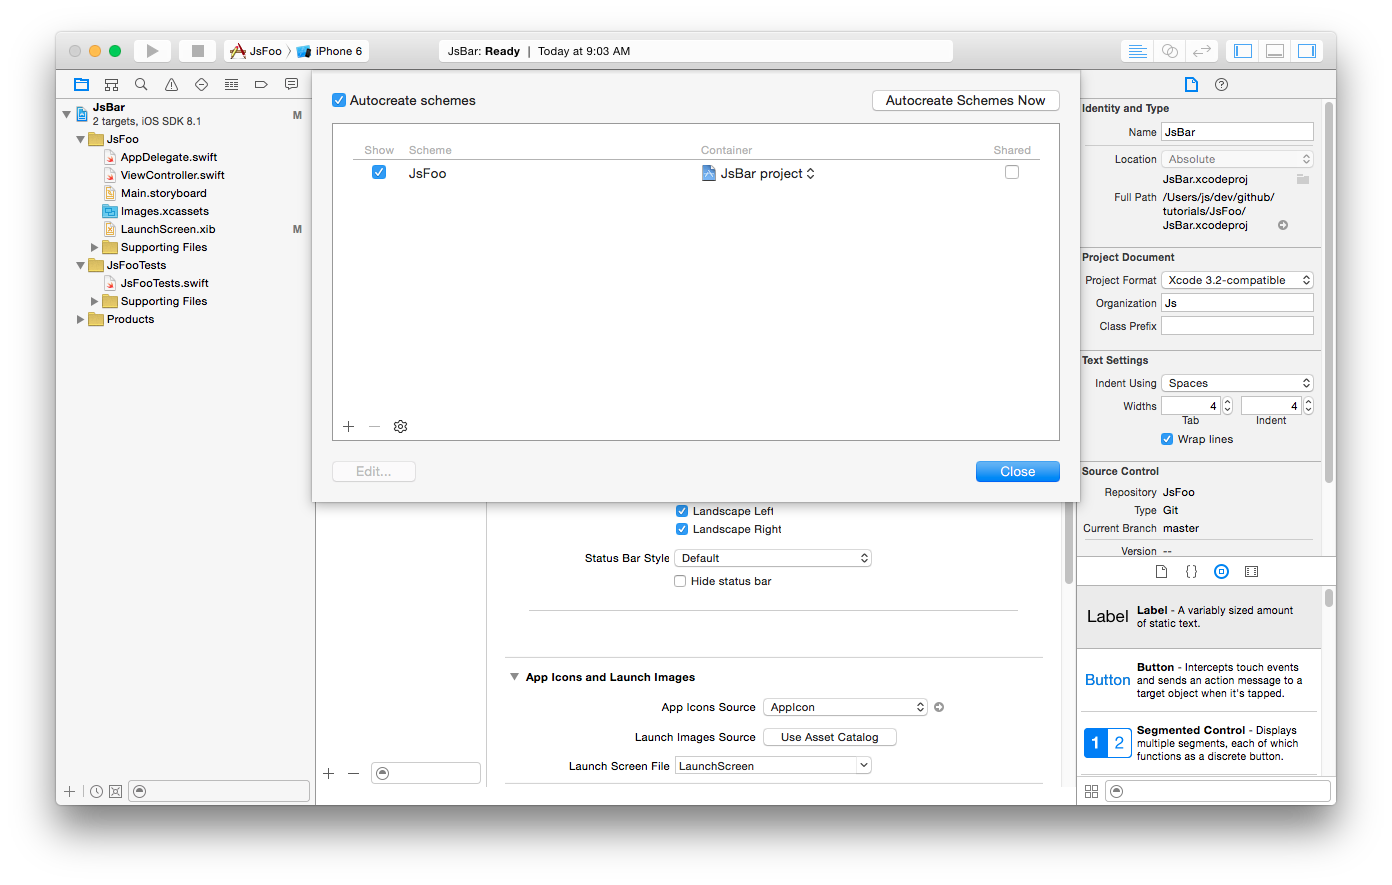 JsFoo
iPhone 6
JsBar: Ready | Today at 9:03 AM
JsBar
2 targets, iOS SDK 8.1
M
JsFoo
AppDelegate.swift
ViewController.swift
Main.storyboard
Images.xcassets
LaunchScreen.xib
M
Supporting Files
JsFooTests
JsFooTests.swift
Supporting Files
Products
Autocreate schemes
Autocreate Schemes Now
Show Scheme Container Shared
JsFoo JsBar project
Edit...
Close
Landscape Left
Landscape Right
Status Bar Style Default
Hide status bar
App Icons and Launch Images
App Icons Source AppIcon
Launch Images Source Use Asset Catalog
Launch Screen File LaunchScreen
Identity and Type
Name JsBar
Location Absolute
JsBar.xcodeproj
Full Path /Users/js/dev/github/
tutorials/JsFoo/
JsBar.xcodeproj
Project Document
Project Format Xcode 3.2-compatible
Organization Js
Class Prefix
Text Settings
Indent Using Spaces
Widths 4 4
Tab Indent
Wrap lines
Source Control
Repository JsFoo
Type Git
Current Branch master
Version --
Label
Label - A variably sized amount
of static text.
Button
Button - Intercepts touch events
and sends an action message to a
target object when it's tapped.
1 2
Segmented Control - Displays
multiple segments, each of which
functions as a discrete button.